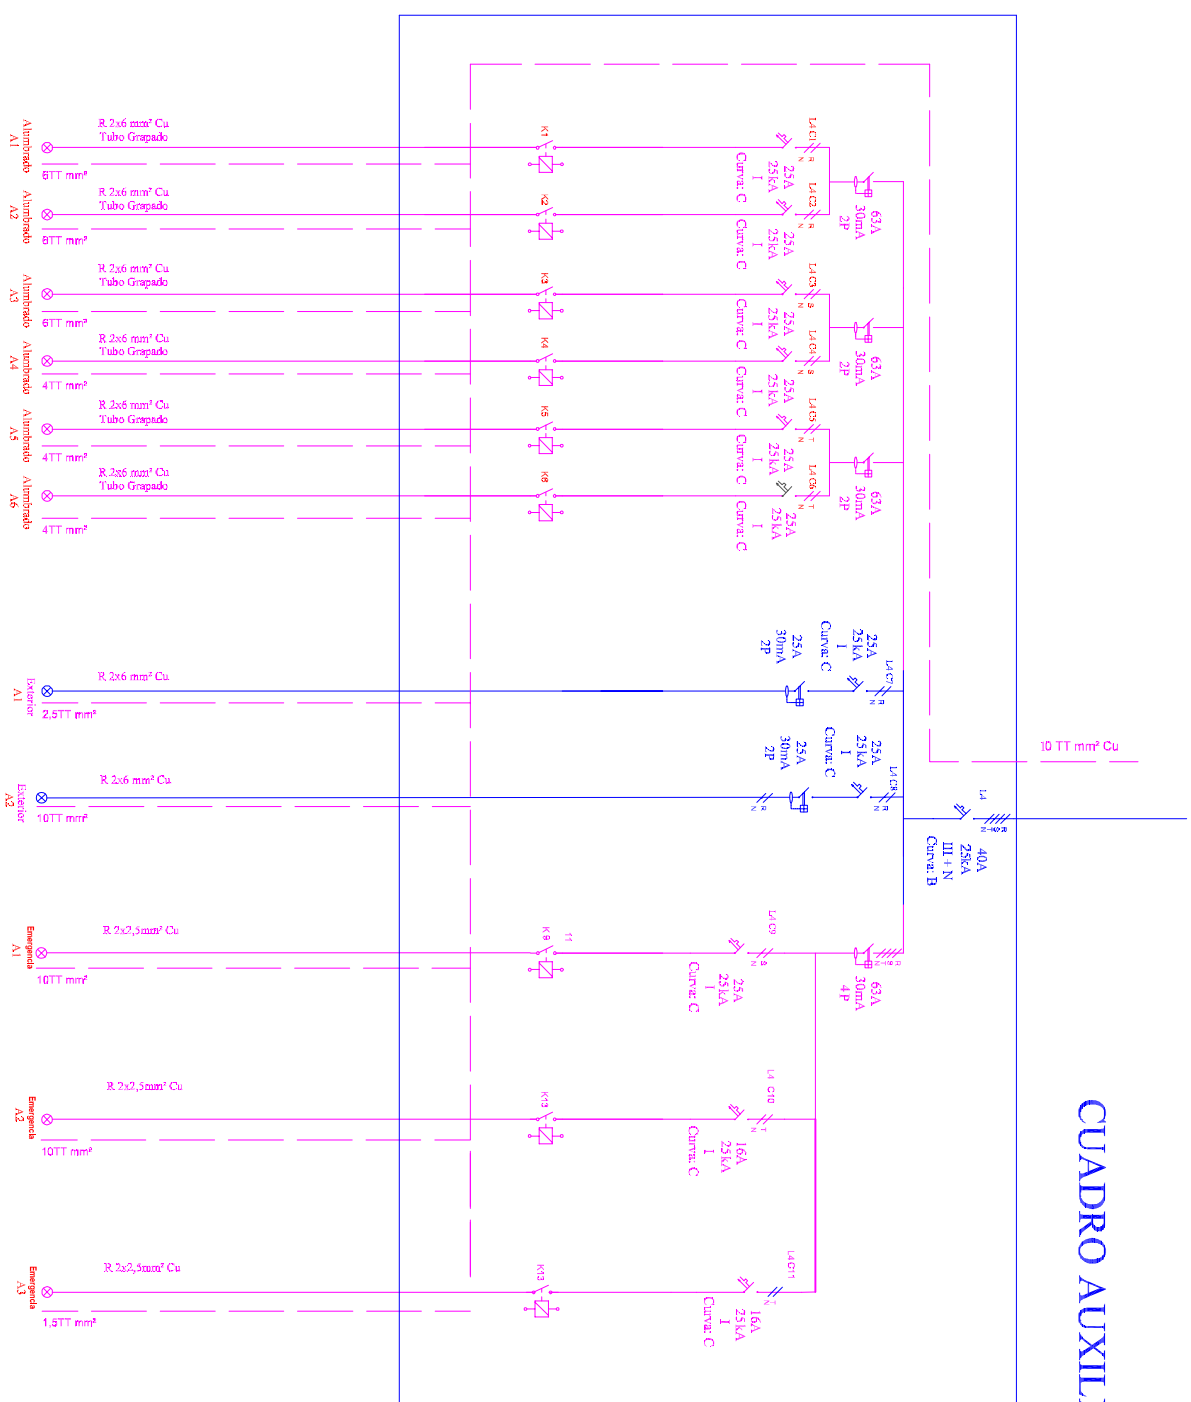 CUADRO AUXIL
10 TT mm² Cu
L4
40A
25kA
III + N
Curva: B
R 2x6 mm² Cu
Tubo Grapado
Alumbrado
A1
6TT mm²
K1
L4 C1
R
N
25A
25kA
I
Curva: C
63A
30mA
2P
R 2x6 mm² Cu
Tubo Grapado
Alumbrado
A2
6TT mm²
K2
L4 C2
R
N
25A
25kA
I
Curva: C
R 2x6 mm² Cu
Tubo Grapado
Alumbrado
A3
6TT mm²
K3
L4 C3
S
N
25A
25kA
I
Curva: C
63A
30mA
2P
R 2x6 mm² Cu
Tubo Grapado
Alumbrado
A4
4TT mm²
K4
L4 C4
S
N
25A
25kA
I
Curva: C
R 2x6 mm² Cu
Tubo Grapado
Alumbrado
A5
4TT mm²
K5
L4 C5
T
N
25A
25kA
I
Curva: C
63A
30mA
2P
R 2x6 mm² Cu
Tubo Grapado
Alumbrado
A6
4TT mm²
K6
L4 C6
T
N
25A
25kA
I
Curva: C
R 2x6 mm² Cu
Exterior
A1
2,5TT mm²
L4 C7
R
N
25A
25kA
I
Curva: C
25A
30mA
2P
R 2x6 mm² Cu
Exterior
A2
10TT mm²
L4 C8
R
N
R
N
25A
25kA
I
Curva: C
25A
30mA
2P
R 2x2,5mm² Cu
Emergencia
A1
10TT mm²
K9
11
L4 C9
S
N
25A
25kA
I
Curva: C
R
S
T
N
63A
30mA
4P
R 2x2,5mm² Cu
Emergencia
A2
10TT mm²
K13
L4 C10
T
N
16A
25kA
I
Curva: C
R 2x2,5mm² Cu
Emergencia
A3
1,5TT mm²
K13
L4 C11
T
N
16A
25kA
I
Curva: C